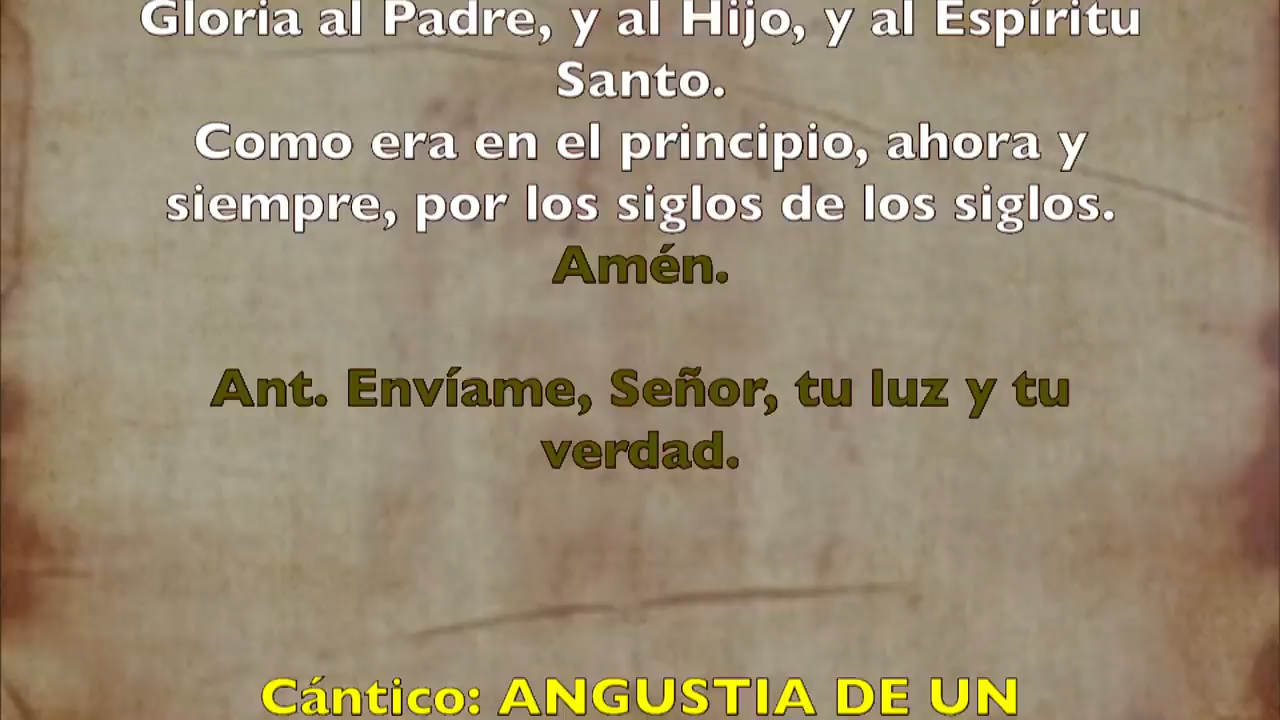 Gloria al Padre, y al Hijo, y al Espíritu
Santo.
Como era en el principio, ahora y
siempre, por los siglos de los siglos.
Amén.
Ant. Envíame, Señor, tu luz y tu
verdad.
Cántico: ANGUSTIA DE UN